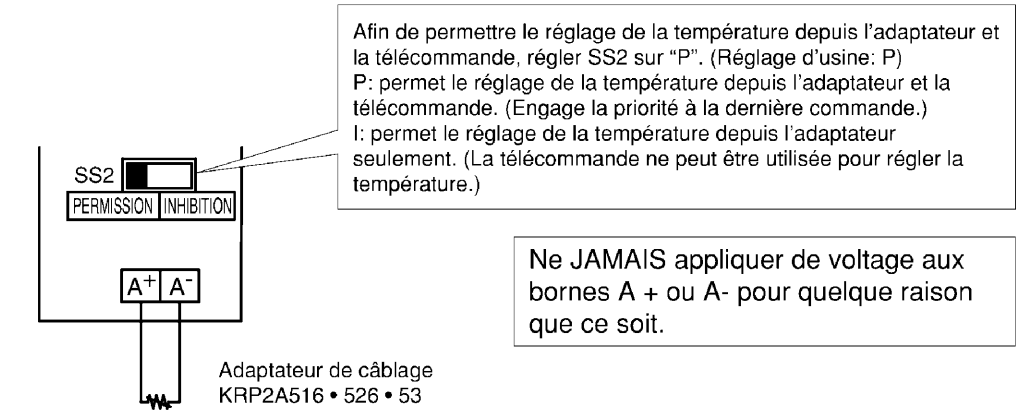 Afin de permettre le réglage de la température depuis l'adaptateur et
la télécommande, régler SS2 sur “P”. (Réglage d'usine: P)
P: permet le réglage de la température depuis l'adaptateur et la
télécommande. (Engage la priorité à la dernière commande.)
I: permet le réglage de la température depuis l'adaptateur
seulement. (La télécommande ne peut être utilisée pour régler la
température.)
SS2
PERMISSION INHIBITION
A+ A-
Ne JAMAIS appliquer de voltage aux
bornes A + ou A- pour quelque raison
que ce soit.
Adaptateur de câblage
KRP2A516 • 526 • 53